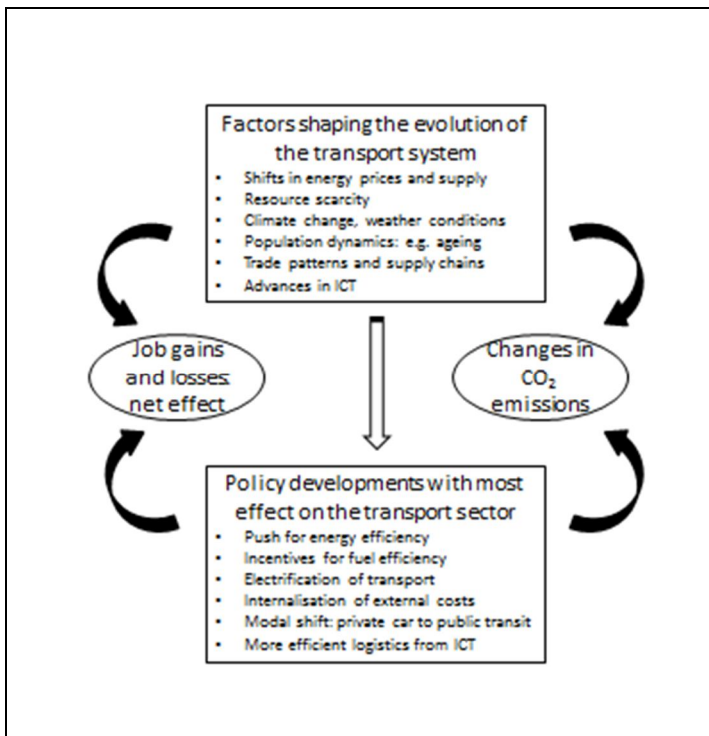 Factors shaping the evolution of
the transport system
• Shifts in energy prices and supply
• Resource scarcity
• Climate change, weather conditions
• Population dynamics: e.g. ageing
• Trade patterns and supply chains
• Advances in ICT
Job gains
and losses:
net effect
Changes in
CO₂
emissions
Policy developments with most
effect on the transport sector
• Push for energy efficiency
• Incentives for fuel efficiency
• Electrification of transport
• Internalisation of external costs
• Modal shift: private car to public transit
• More efficient logistics from ICT